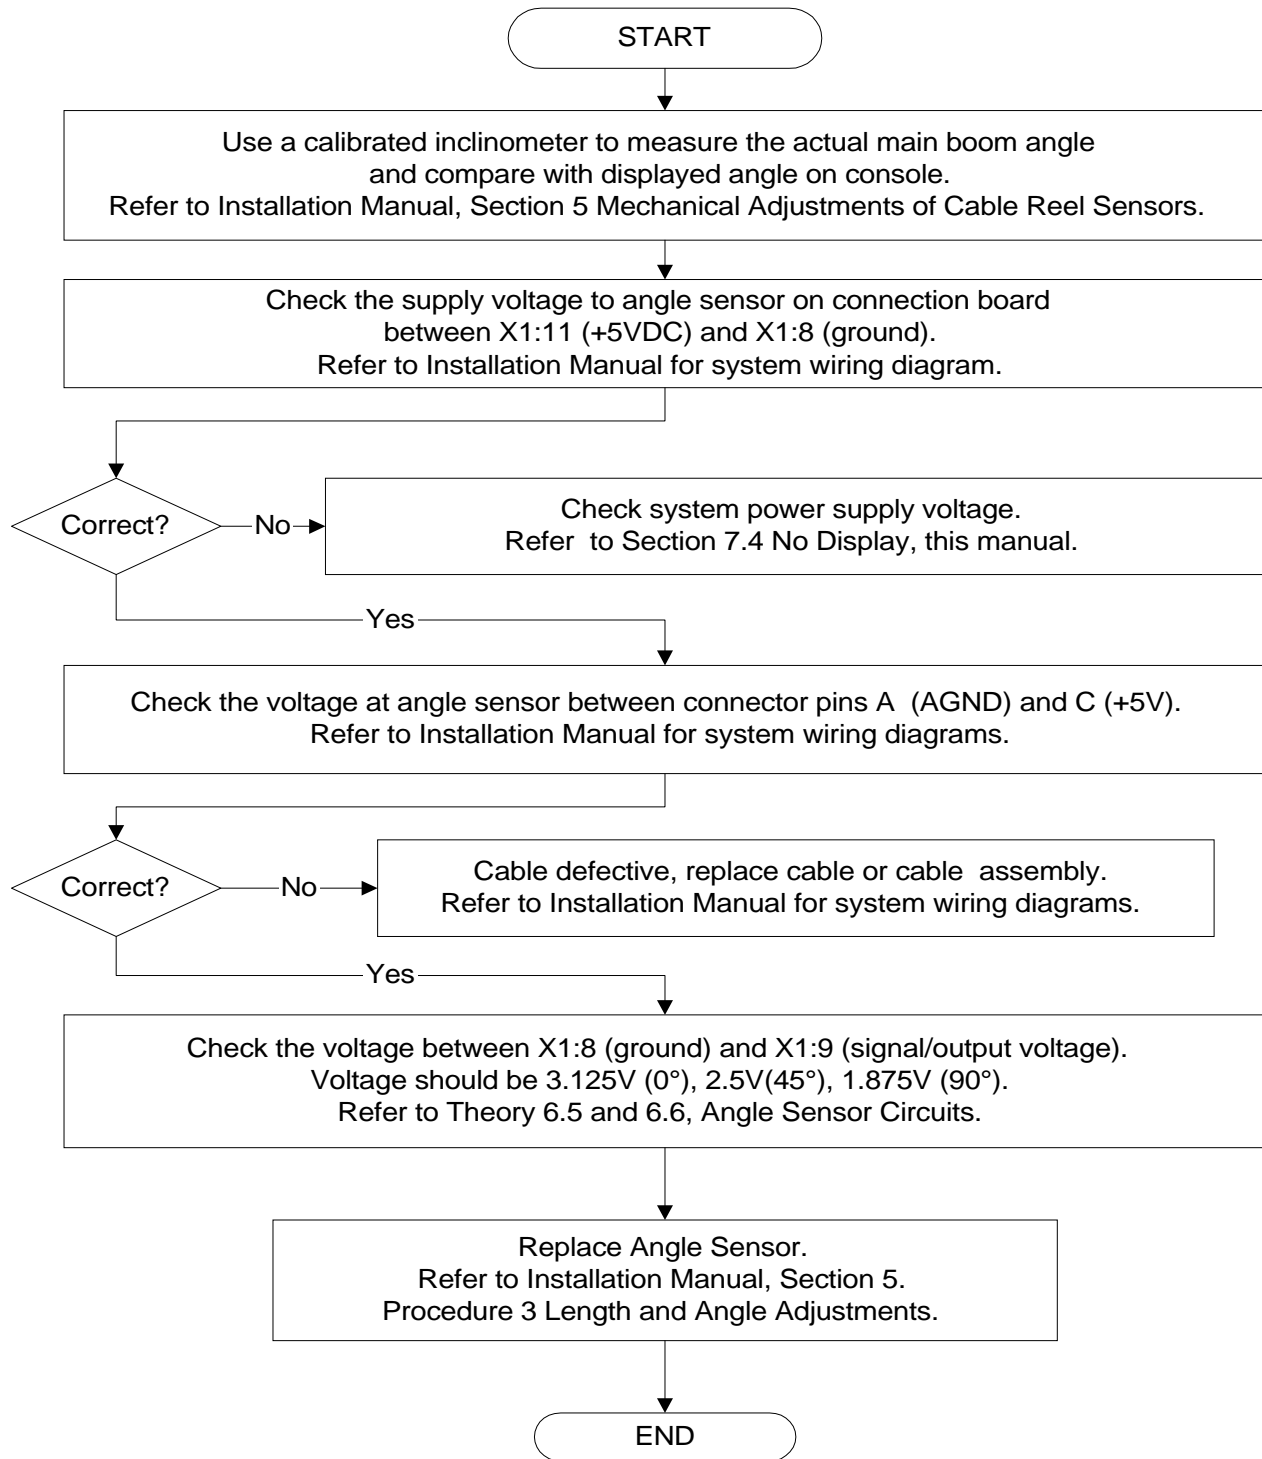 START
Use a calibrated inclinometer to measure the actual main boom angle
and compare with displayed angle on console.
Refer to Installation Manual, Section 5 Mechanical Adjustments of Cable Reel Sensors.
Check the supply voltage to angle sensor on connection board
between X1:11 (+5VDC) and X1:8 (ground).
Refer to Installation Manual for system wiring diagram.
Correct?
No
Check system power supply voltage.
Refer to Section 7.4 No Display, this manual.
Yes
Check the voltage at angle sensor between connector pins A (AGND) and C (+5V).
Refer to Installation Manual for system wiring diagrams.
Correct?
No
Cable defective, replace cable or cable assembly.
Refer to Installation Manual for system wiring diagrams.
Yes
Check the voltage between X1:8 (ground) and X1:9 (signal/output voltage).
Voltage should be 3.125V (0°), 2.5V(45°), 1.875V (90°).
Refer to Theory 6.5 and 6.6, Angle Sensor Circuits.
Replace Angle Sensor.
Refer to Installation Manual, Section 5.
Procedure 3 Length and Angle Adjustments.
END